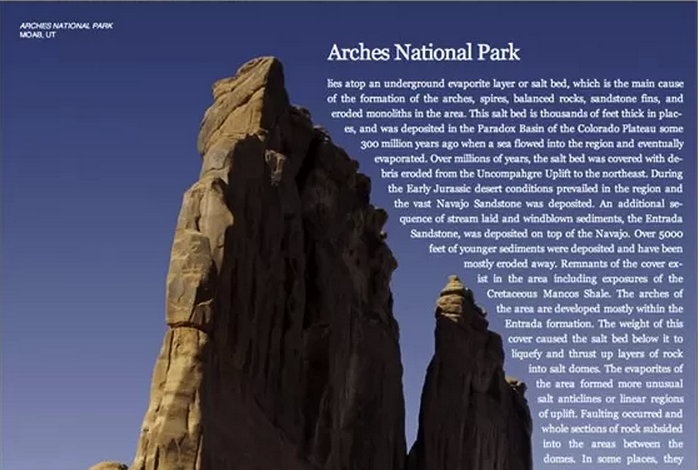 ARCHES NATIONAL PARK
MOAB, UT
Arches National Park
lies atop an underground evaporite layer or salt bed, which is the main cause
of the formation of the arches, spires, balanced rocks, sandstone fins, and
eroded monoliths in the area. This salt bed is thousands of feet thick in plac-
es, and was deposited in the Paradox Basin of the Colorado Plateau some
300 million years ago when a sea flowed into the region and eventually
evaporated. Over millions of years, the salt bed was covered with de-
bris eroded from the Uncompahgre Uplift to the northeast. During
the Early Jurassic desert conditions prevailed in the region and
the vast Navajo Sandstone was deposited. An additional se-
quence of stream laid and windblown sediments, the Entrada
Sandstone, was deposited on top of the Navajo. Over 5000
feet of younger sediments were deposited and have been
mostly eroded away. Remnants of the cover ex-
ist in the area including exposures of the
Cretaceous Mancos Shale. The arches of
the area are developed mostly within the
Entrada formation. The weight of this
cover caused the salt bed below it to
liquefy and thrust up layers of rock
into salt domes. The evaporites of
the area formed more unusual
salt anticlines or linear regions
of uplift. Faulting occurred and
whole sections of rock subsided
into the areas between the
domes. In some places, they